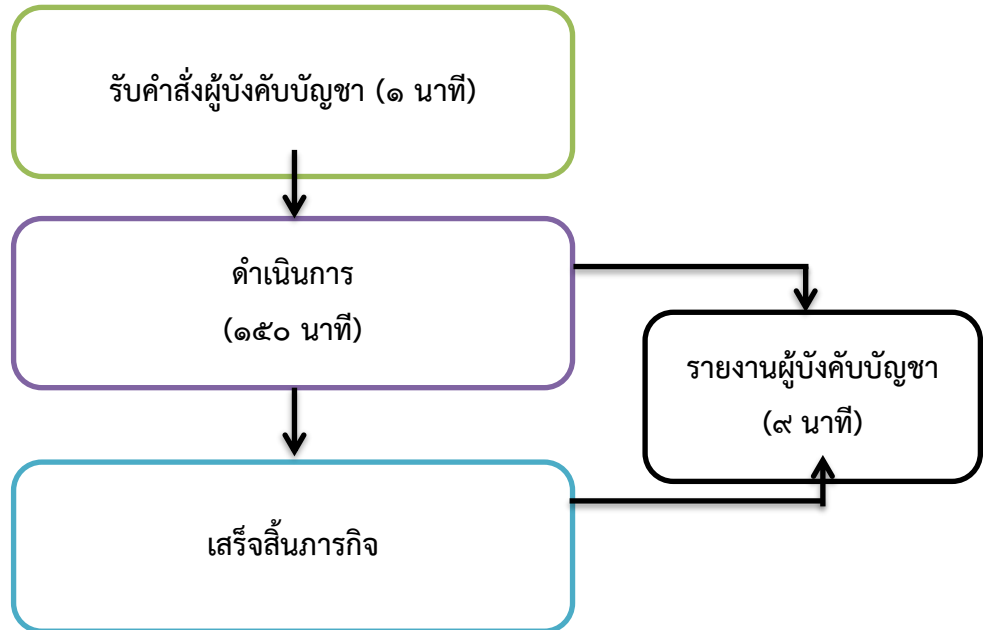 รับคำสั่งผู้บังคับบัญชา (๑ นาที)
ดำเนินการ
(๑๕๐ นาที)
รายงานผู้บังคับบัญชา
(๙ นาที)
เสร็จสิ้นภารกิจ